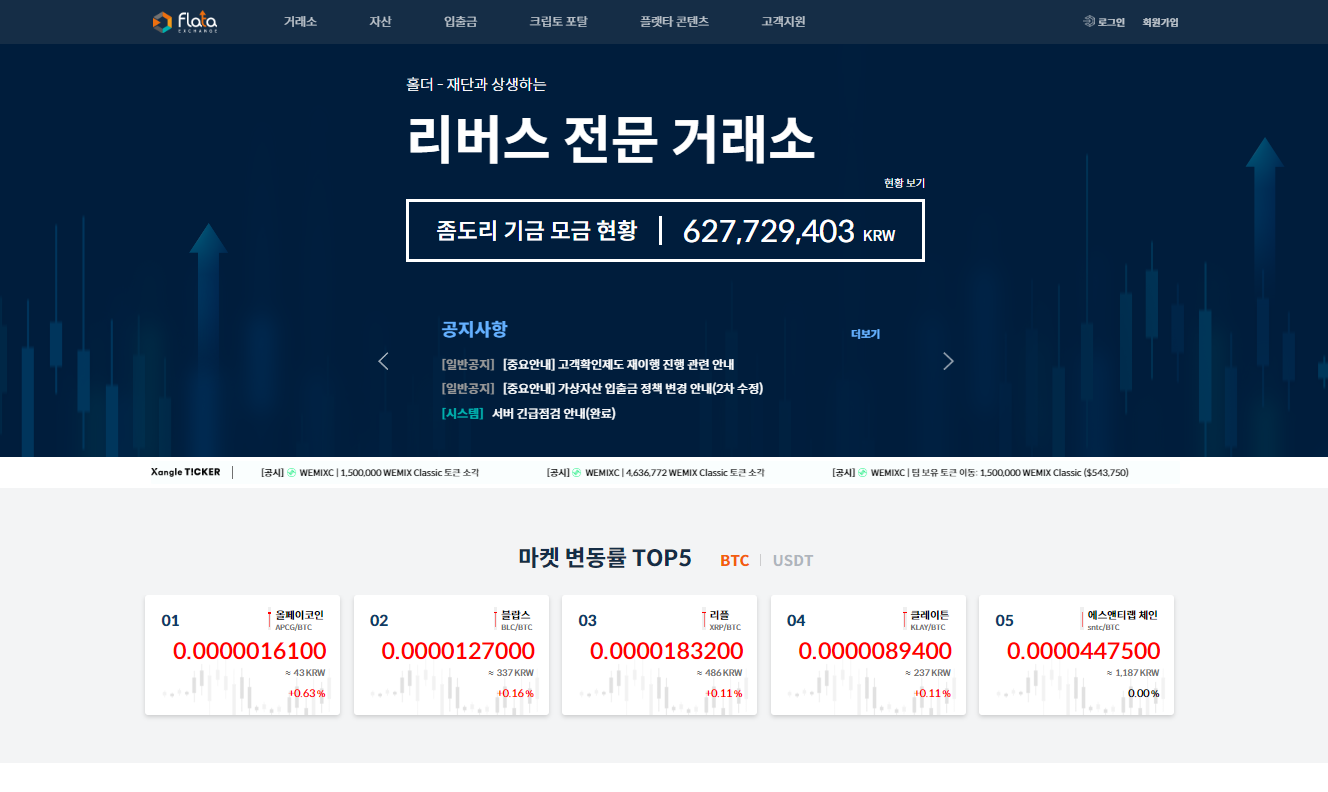 flata EXCHANGE
거래소 자산 입출금 크립토 포탈 플랫타 콘텐츠 고객지원 로그인 회원가입
홀더 - 재단과 상생하는
리버스 전문 거래소
현황 보기
좀도리 기금 모금 현황 | 627,729,403 KRW
공지사항 더보기
[일반공지] [중요안내] 고객확인제도 재이행 진행 관련 안내
[일반공지] [중요안내] 가상자산 입출금 정책 변경 안내(2차 수정)
[시스템] 서버 긴급점검 안내(완료)
Xangle TICKER [공시] WEMIXC | 1,500,000 WEMIX Classic 토큰 소각 [공시] WEMIXC | 4,636,772 WEMIX Classic 토큰 소각 [공시] WEMIXC | 팀 보유 토큰 이동: 1,500,000 WEMIX Classic ($543,750)
마켓 변동률 TOP5 BTC | USDT
01 올페이코인
APCG/BTC
0.0000016100
≈ 43 KRW
+0.63 %
02 블랍스
BLC/BTC
0.0000127000
≈ 337 KRW
+0.16 %
03 리플
XRP/BTC
0.0000183200
≈ 486 KRW
+0.11 %
04 클레이튼
KLAY/BTC
0.0000089400
≈ 237 KRW
+0.11 %
05 에스앤티랩 체인
sntc/BTC
0.0000447500
≈ 1,187 KRW
0.00 %